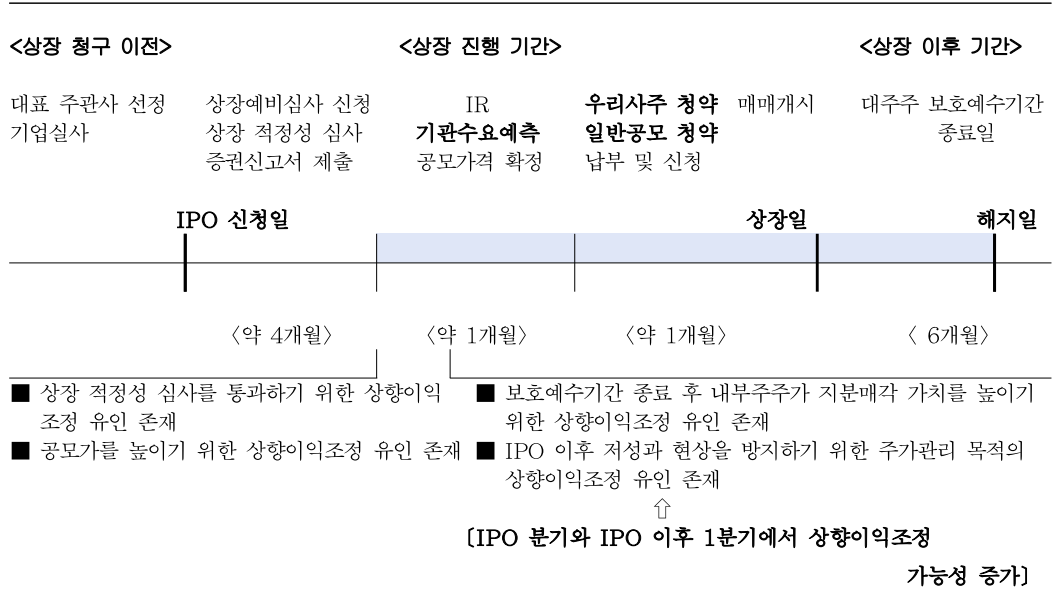 <상장 청구 이전> <상장 진행 기간> <상장 이후 기간>
대표 주관사 선정 상장예비심사 신청 IR 우리사주 청약 매매개시 대주주 보호예수기간
기업실사 상장 적정성 심사 기관수요예측 일반공모 청약 종료일
증권신고서 제출 공모가격 확정 납부 및 신청
IPO 신청일 상장일 해지일
〈약 4개월〉 〈약 1개월〉 〈약 1개월〉 〈 6개월〉
■ 상장 적정성 심사를 통과하기 위한 상향이익
조정 유인 존재
■ 공모가를 높이기 위한 상향이익조정 유인 존재
■ 보호예수기간 종료 후 내부주주가 지분매각 가치를 높이기
위한 상향이익조정 유인 존재
■ IPO 이후 저성과 현상을 방지하기 위한 주가관리 목적의
상향이익조정 유인 존재
⇧
〔IPO 분기와 IPO 이후 1분기에서 상향이익조정
가능성 증가〕